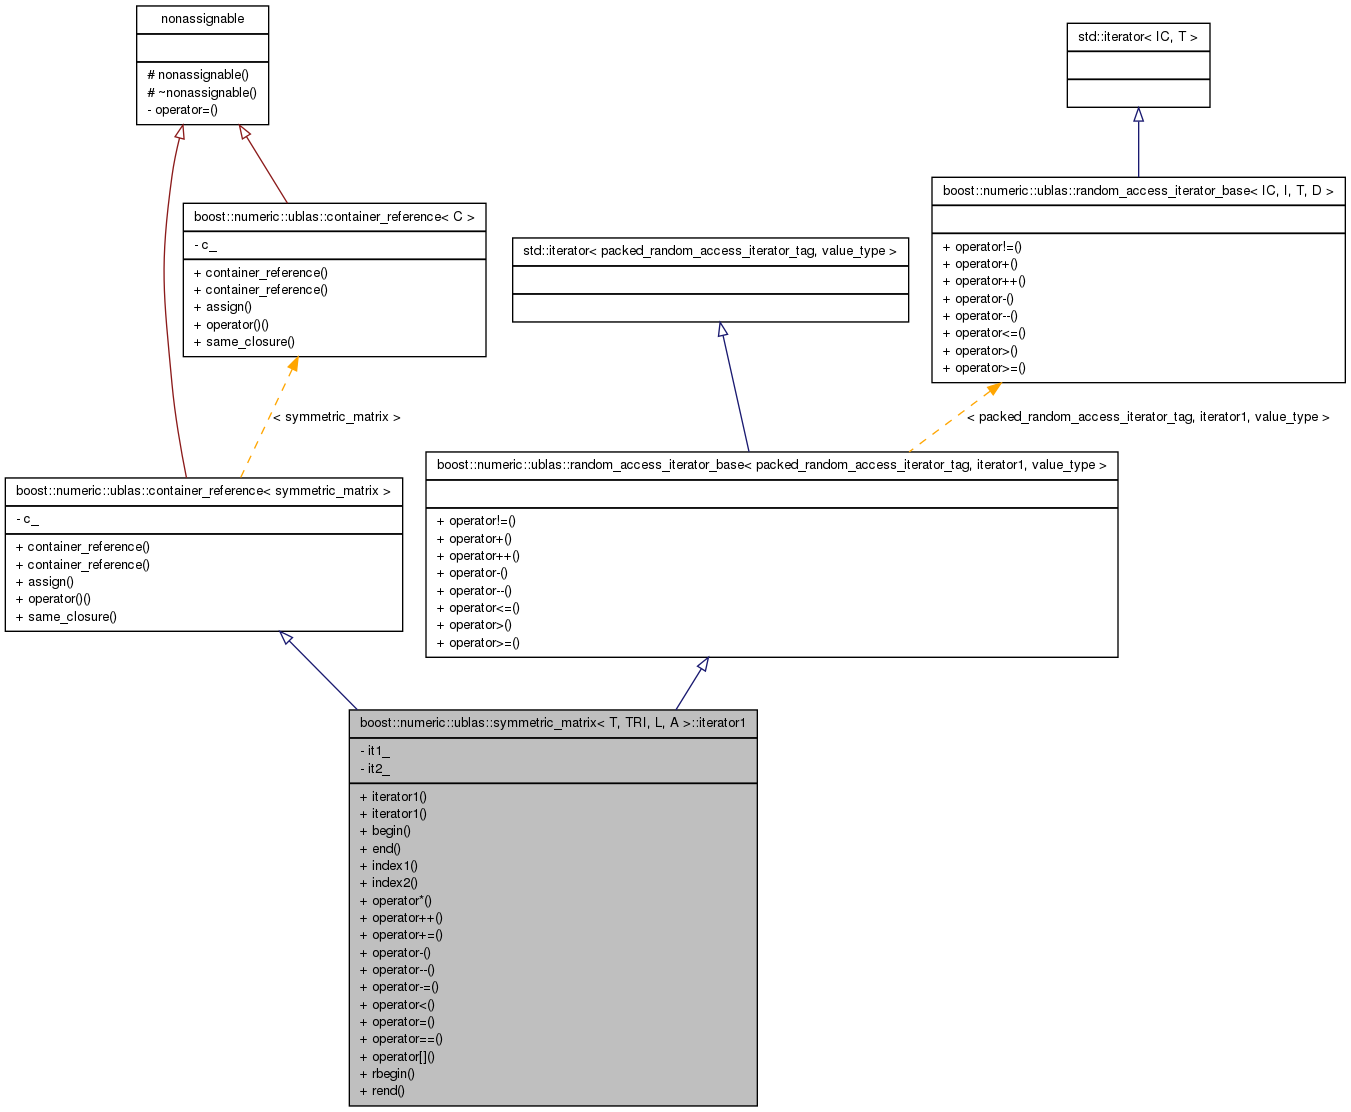 nonassignable
# nonassignable()
# ~nonassignable()
- operator=()
std::iterator< IC, T >
boost::numeric::ublas::container_reference< C >
- c_
+ container_reference()
+ container_reference()
+ assign()
+ operator()()
+ same_closure()
std::iterator< packed_random_access_iterator_tag, value_type >
boost::numeric::ublas::random_access_iterator_base< IC, I, T, D >
+ operator!=()
+ operator+()
+ operator++()
+ operator-()
+ operator--()
+ operator<=()
+ operator>()
+ operator>=()
< symmetric_matrix >
< packed_random_access_iterator_tag, iterator1, value_type >
boost::numeric::ublas::container_reference< symmetric_matrix >
- c_
+ container_reference()
+ container_reference()
+ assign()
+ operator()()
+ same_closure()
boost::numeric::ublas::random_access_iterator_base< packed_random_access_iterator_tag, iterator1, value_type >
+ operator!=()
+ operator+()
+ operator++()
+ operator-()
+ operator--()
+ operator<=()
+ operator>()
+ operator>=()
boost::numeric::ublas::symmetric_matrix< T, TRI, L, A >::iterator1
- it1_
- it2_
+ iterator1()
+ iterator1()
+ begin()
+ end()
+ index1()
+ index2()
+ operator*()
+ operator++()
+ operator+=()
+ operator-()
+ operator--()
+ operator-=()
+ operator<()
+ operator=()
+ operator==()
+ operator[]()
+ rbegin()
+ rend()